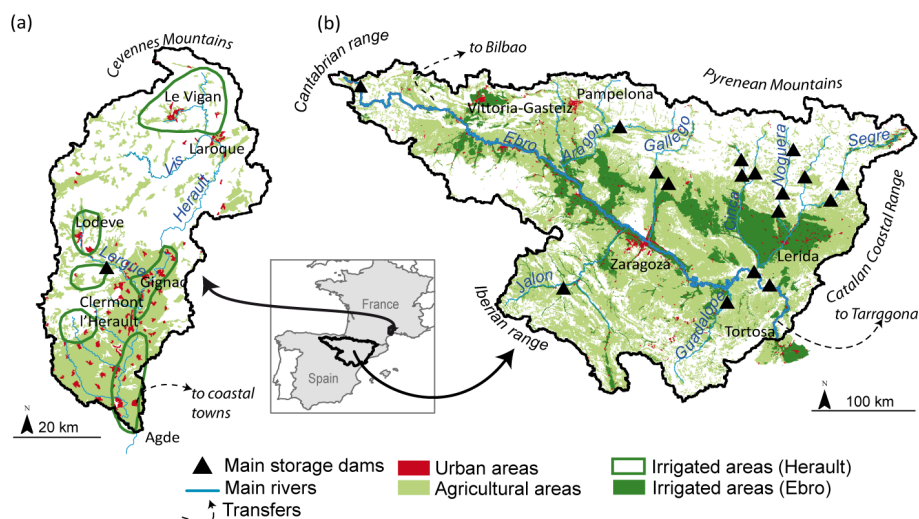 (a)
Cevennes Mountains
Le Vigan
Laroque
Vis
Herault
Lodeve
Lergue
Gignac
Clermont
l'Herault
to coastal
towns
Agde
N
20 km
(b)
Cantabrian range
to Bilbao
Pyrenean Mountains
Vittoria-Gasteiz
Pampelona
Ebro
Aragon
Gallego
Cinca
Noguera
Segre
Zaragoza
Lerida
Catalan Coastal Range
Jalon
Iberian range
Guadalope
Tortosa
to Tarragona
N
100 km
France
Spain
Main storage dams
Main rivers
Transfers
Urban areas
Agricultural areas
Irrigated areas (Herault)
Irrigated areas (Ebro)